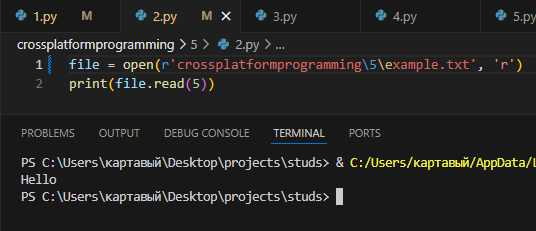 1.py M 2.py M 3.py 4.py 5.py
crossplatformprogramming > 5 > 2.py > ...
1 file = open(r'crossplatformprogramming\5\example.txt', 'r')
2 print(file.read(5))
PROBLEMS OUTPUT DEBUG CONSOLE TERMINAL PORTS
PS C:\Users\картавый\Desktop\projects\studs> & C:/Users/картавый/AppData/L
Hello
PS C:\Users\картавый\Desktop\projects\studs>